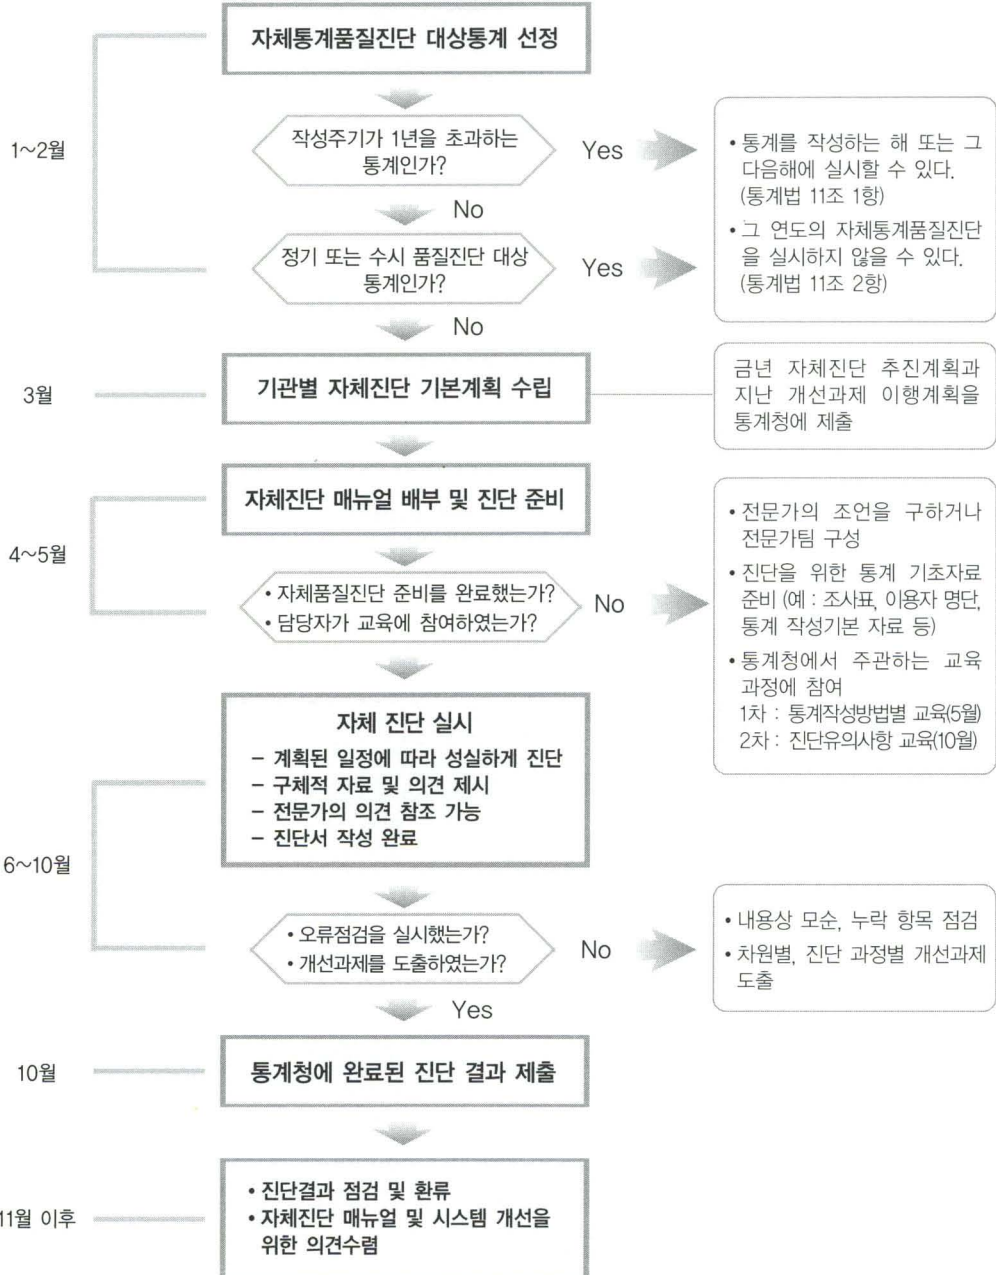 자체통계품질진단 대상통계 선정
1~2월
작성주기가 1년을 초과하는
통계인가?
Yes
• 통계를 작성하는 해 또는 그
다음해에 실시할 수 있다.
(통계법 11조 1항)
• 그 연도의 자체통계품질진단
을 실시하지 않을 수 있다.
(통계법 11조 2항)
No
정기 또는 수시 품질진단 대상
통계인가?
Yes
No
3월
기관별 자체진단 기본계획 수립
금년 자체진단 추진계획과
지난 개선과제 이행계획을
통계청에 제출
4~5월
자체진단 매뉴얼 배부 및 진단 준비
• 자체품질진단 준비를 완료했는가?
• 담당자가 교육에 참여하였는가?
No
• 전문가의 조언을 구하거나
전문가팀 구성
• 진단을 위한 통계 기초자료
준비 (예 : 조사표, 이용자 명단,
통계 작성기본 자료 등)
• 통계청에서 주관하는 교육
과정에 참여
1차 : 통계작성방법별 교육(5월)
2차 : 진단유의사항 교육(10월)
6~10월
자체 진단 실시
– 계획된 일정에 따라 성실하게 진단
– 구체적 자료 및 의견 제시
– 전문가의 의견 참조 가능
– 진단서 작성 완료
• 오류점검을 실시했는가?
• 개선과제를 도출하였는가?
No
• 내용상 모순, 누락 항목 점검
• 차원별, 진단 과정별 개선과제
도출
Yes
10월
통계청에 완료된 진단 결과 제출
11월 이후
• 진단결과 점검 및 환류
• 자체진단 매뉴얼 및 시스템 개선을
위한 의견수렴